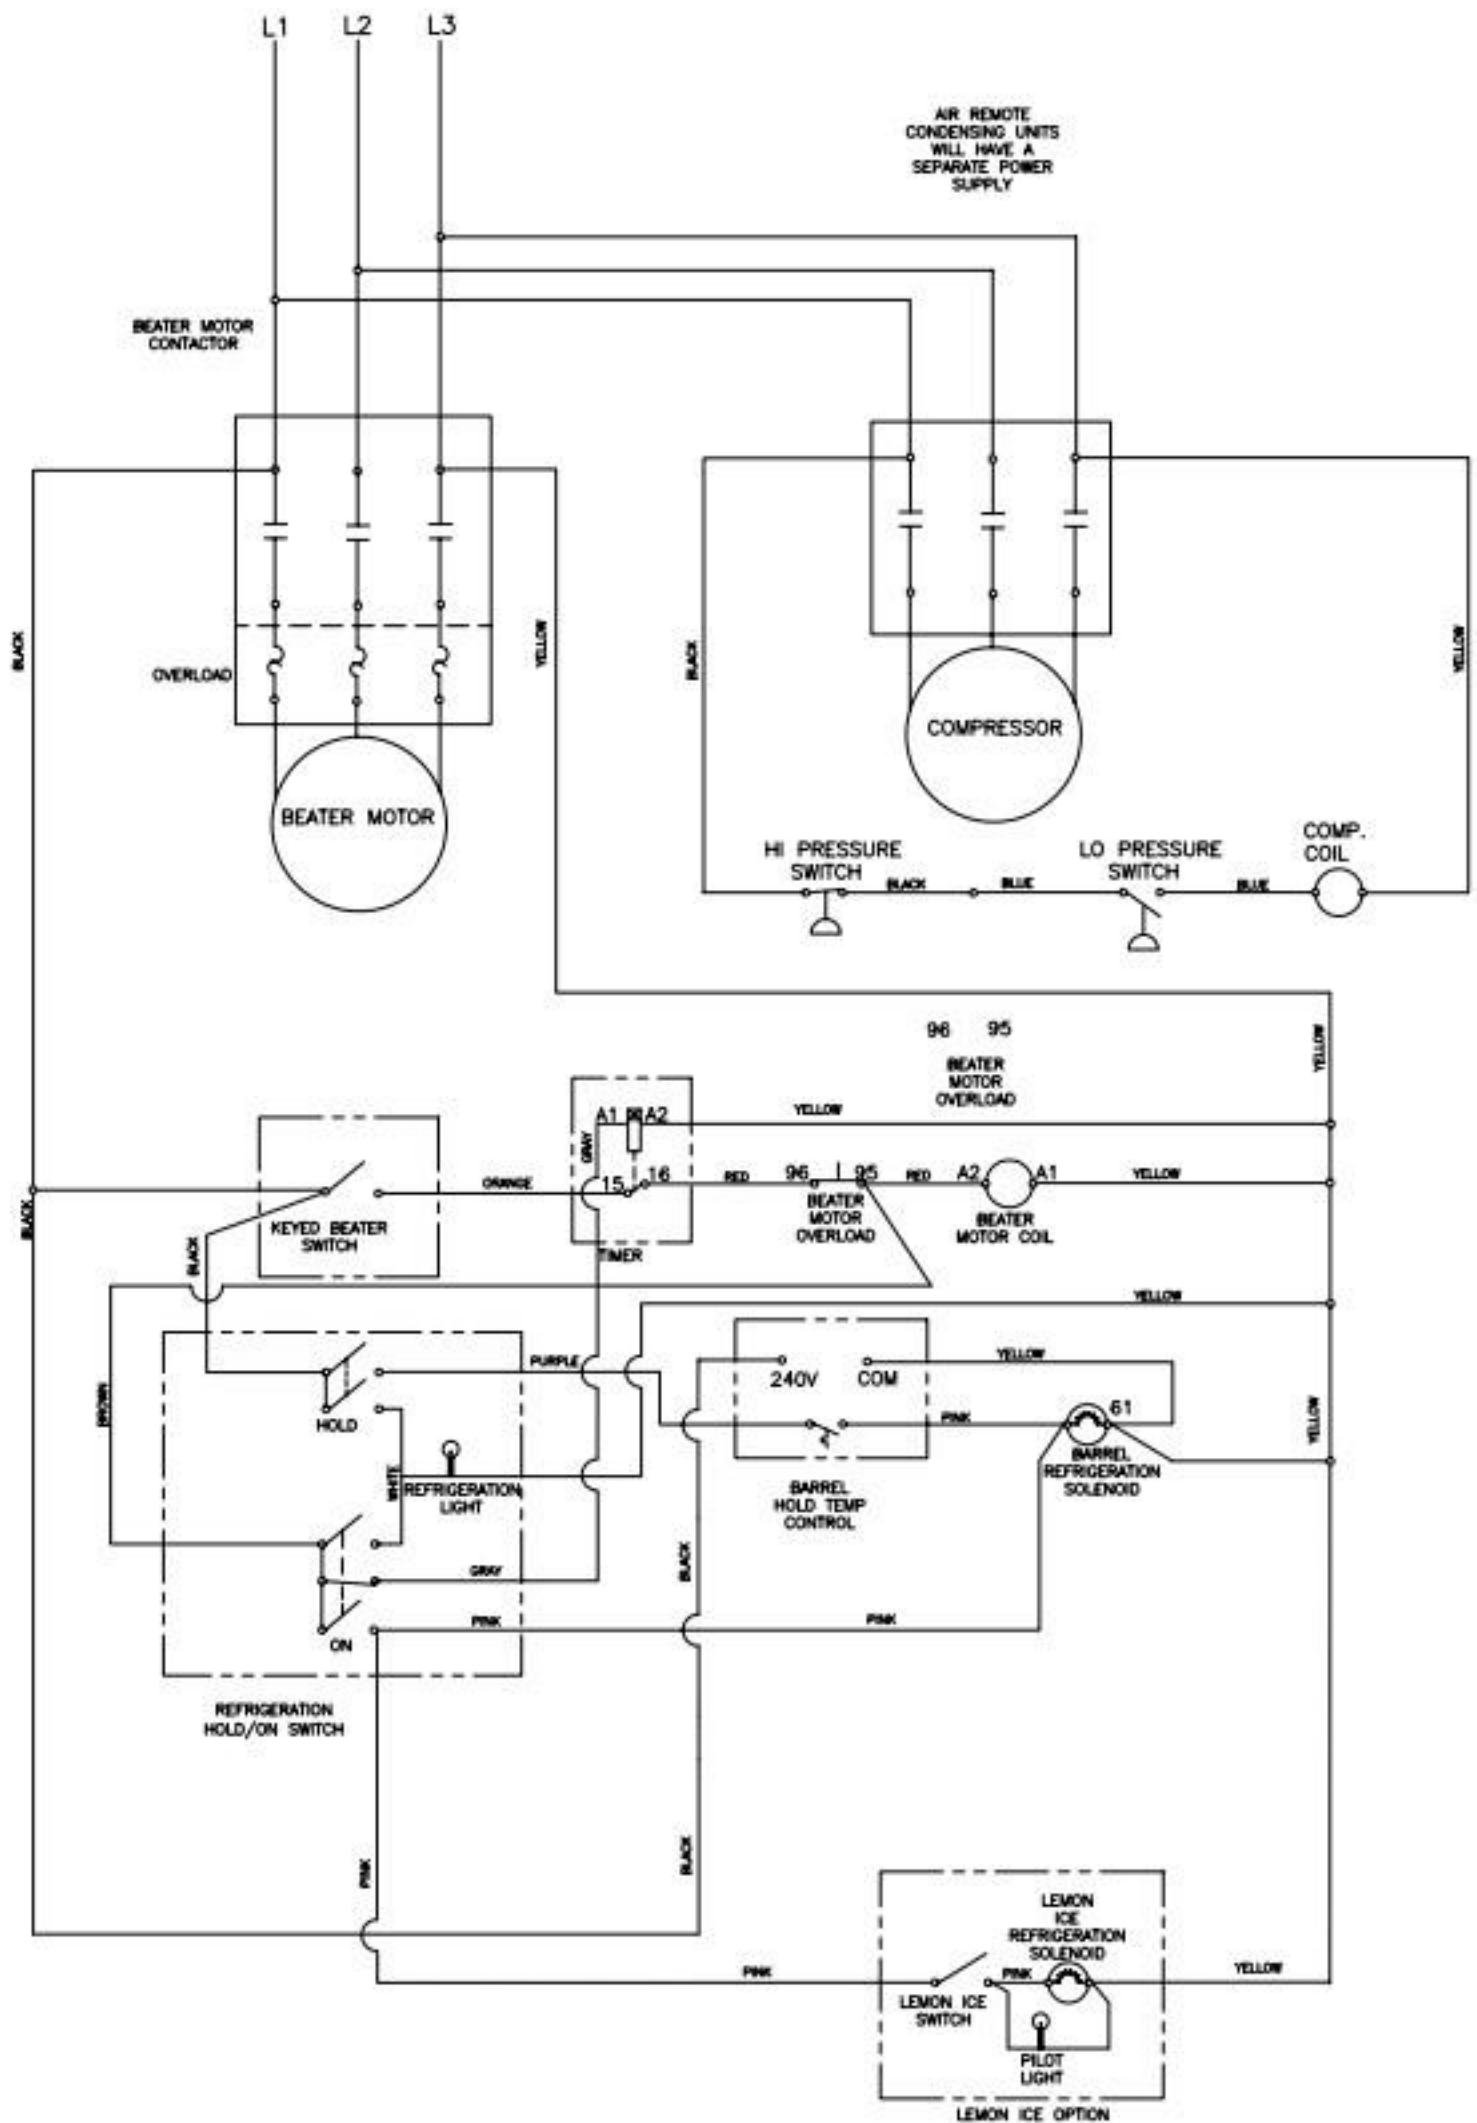 L1
L2
L3
AIR REMOTE
CONDENSING UNITS
WILL HAVE A
SEPARATE POWER
SUPPLY
BEATER MOTOR
CONTACTOR
BLACK
OVERLOAD
YELLOW
BLACK
YELLOW
COMPRESSOR
BEATER MOTOR
HI PRESSURE
SWITCH
BLACK
BLUE
LO PRESSURE
SWITCH
BLUE
COMP.
COIL
96 95
BEATER
MOTOR
OVERLOAD
YELLOW
A1
A2
YELLOW
GRAY
ORANGE
15
16
RED
96
95
RED
A2
A1
YELLOW
BEATER
MOTOR
OVERLOAD
BEATER
MOTOR COIL
KEYED BEATER
SWITCH
TIMER
BLACK
BLACK
YELLOW
PURPLE
240V
COM
YELLOW
BROWN
HOLD
PINK
61
YELLOW
WHITE
REFRIGERATION
LIGHT
BARREL
HOLD TEMP
CONTROL
BARREL
REFRIGERATION
SOLENOID
GRAY
BLACK
PINK
PINK
ON
REFRIGERATION
HOLD/ON SWITCH
PINK
BLACK
LEMON
ICE
REFRIGERATION
SOLENOID
PINK
PINK
YELLOW
LEMON ICE
SWITCH
PILOT
LIGHT
LEMON ICE OPTION